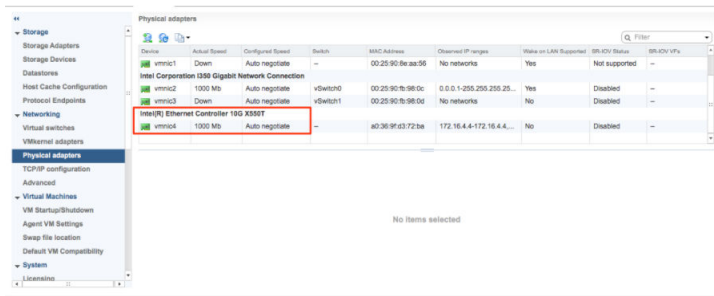 Physical adapters
Storage
Storage Adapters
Storage Devices
Datastores
Host Cache Configuration
Protocol Endpoints
Networking
Virtual switches
VMkernel adapters
Physical adapters
TCP/IP configuration
Advanced
Virtual Machines
VM Startup/Shutdown
Agent VM Settings
Swap file location
Default VM Compatibility
System
Licensing
Filter
Device Actual Speed Configured Speed Switch MAC Address Observed IP ranges Wake on LAN Supported SR-IOV Status SR-IOV VFs
vmnic1 Down Auto negotiate -- 00:25:90:8e:aa:56 No networks Yes Not supported --
Intel Corporation I350 Gigabit Network Connection
vmnic2 1000 Mb Auto negotiate vSwitch0 00:25:90:fb:98:0c 0.0.0.1-255.255.255.25... Yes Disabled --
vmnic3 Down Auto negotiate vSwitch1 00:25:90:fb:98:0d No networks No Disabled --
Intel(R) Ethernet Controller 10G X550T
vmnic4 1000 Mb Auto negotiate -- a0:36:9f:d3:72:ba 172.16.4.4-172.16.4.4,... No Disabled --
No items selected